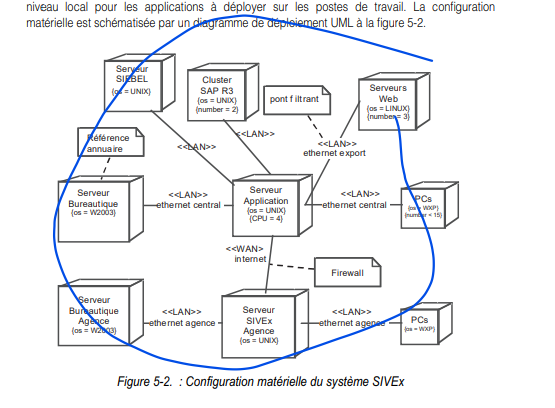 niveau local pour les applications à déployer sur les postes de travail. La configuration
matérielle est schématisée par un diagramme de déploiement UML à la figure 5-2.
Serveur
SIEBEL
(os = UNIX)
Cluster
SAP R3
(os = UNIX)
(number = 2)
pont filtrant
Serveurs
Web
(os = LINUX)
(number = 3)
Référence
annuaire
<<LAN>>
<<LAN>>
<<LAN>>
ethernet export
Serveur
Bureautique
(os = W2003)
<<LAN>>
ethernet central
Serveur
Application
(os = UNIX)
(CPU = 4)
<<LAN>>
ethernet central
PCs
(os = WXP)
(number < 15)
<<WAN>>
internet
Firewall
Serveur
Bureautique
Agence
(os = W2003)
<<LAN>>
ethernet agence
Serveur
SIVEx
Agence
(os = UNIX)
<<LAN>>
ethernet agence
PCs
(os = WXP)
Figure 5-2. : Configuration matérielle du système SIVEx